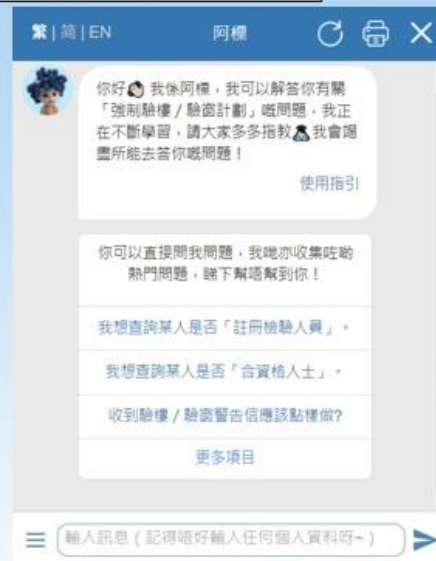 繁 | 简 | EN
阿標
你好 我係阿標，我可以解答你有關
「強制驗樓 / 驗窗計劃」嘅問題，我正
在不斷學習，請大家多多指教 我會竭
盡所能去答你嘅問題！
使用指引
你可以直接問我問題，我哋亦收集咗啲
熱門問題，睇下幫唔幫到你！
我想查詢某人是否「註冊檢驗人員」。
我想查詢某人是否「合資格人士」。
收到驗樓 / 驗窗警告信應該點樣做?
更多項目
輸入訊息（記得唔好輸入任何個人資料呀~）